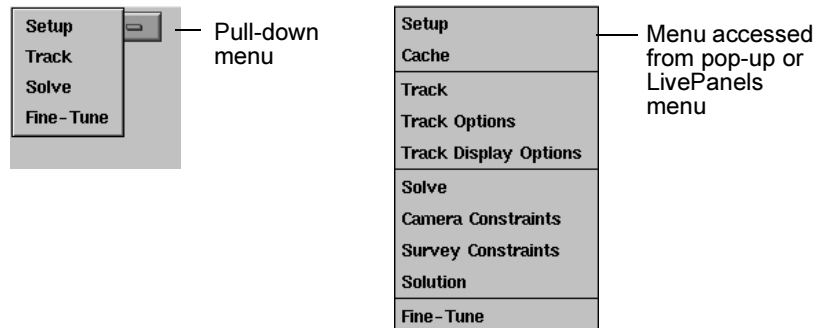 Setup
Track
Solve
Fine-Tune
Pull-down
menu
Setup
Cache
Track
Track Options
Track Display Options
Solve
Camera Constraints
Survey Constraints
Solution
Fine-Tune
Menu accessed
from pop-up or
LivePanels
menu